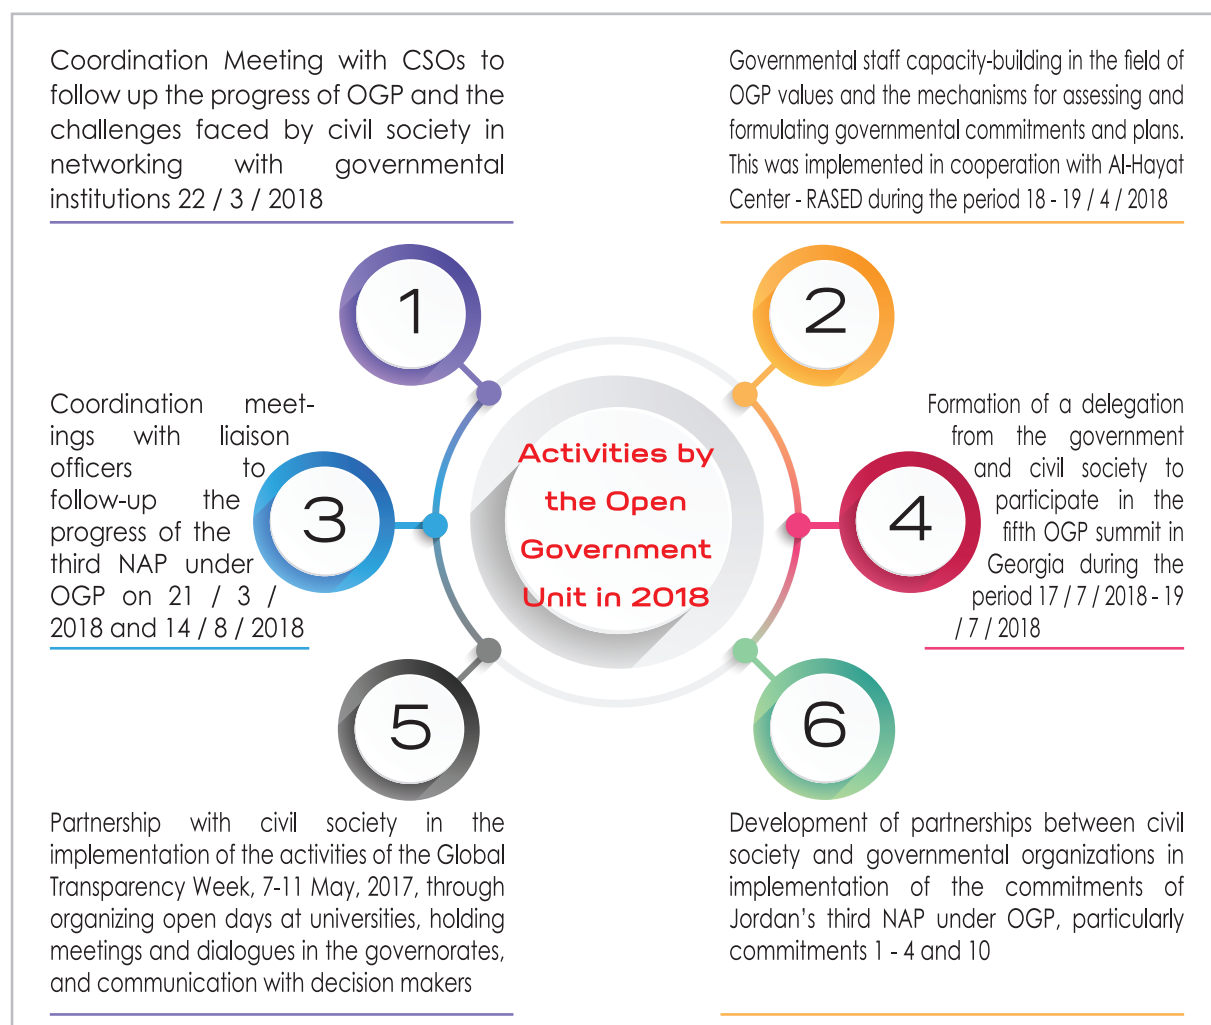 Coordination Meeting with CSOs to
follow up the progress of OGP and the
challenges faced by civil society in
networking with governmental
institutions 22 / 3 / 2018
Governmental staff capacity-building in the field of
OGP values and the mechanisms for assessing and
formulating governmental commitments and plans.
This was implemented in cooperation with Al-Hayat
Center - RASED during the period 18 - 19 / 4 / 2018
1
2
Activities by
the Open
Government
Unit in 2018
Coordination meet-
ings with liaison
officers to
follow-up the
progress of the
third NAP under
OGP on 21 / 3 /
2018 and 14 / 8 / 2018
3
4
Formation of a delegation
from the government
and civil society to
participate in the
fifth OGP summit in
Georgia during the
period 17 / 7 / 2018 - 19
/ 7 / 2018
5
6
Partnership with civil society in the
implementation of the activities of the Global
Transparency Week, 7-11 May, 2017, through
organizing open days at universities, holding
meetings and dialogues in the governorates,
and communication with decision makers
Development of partnerships between civil
society and governmental organizations in
implementation of the commitments of
Jordan's third NAP under OGP, particularly
commitments 1 - 4 and 10